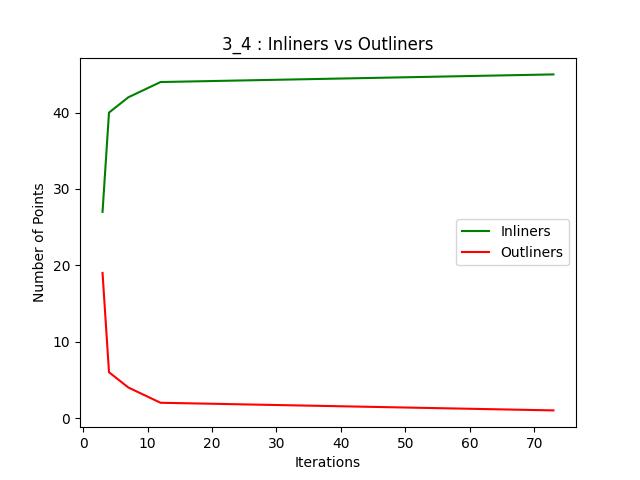 3_4 : Inliners vs Outliners
Number of Points
40
30
20
10
0
Inliners
Outliners
0 10 20 30 40 50 60 70
Iterations